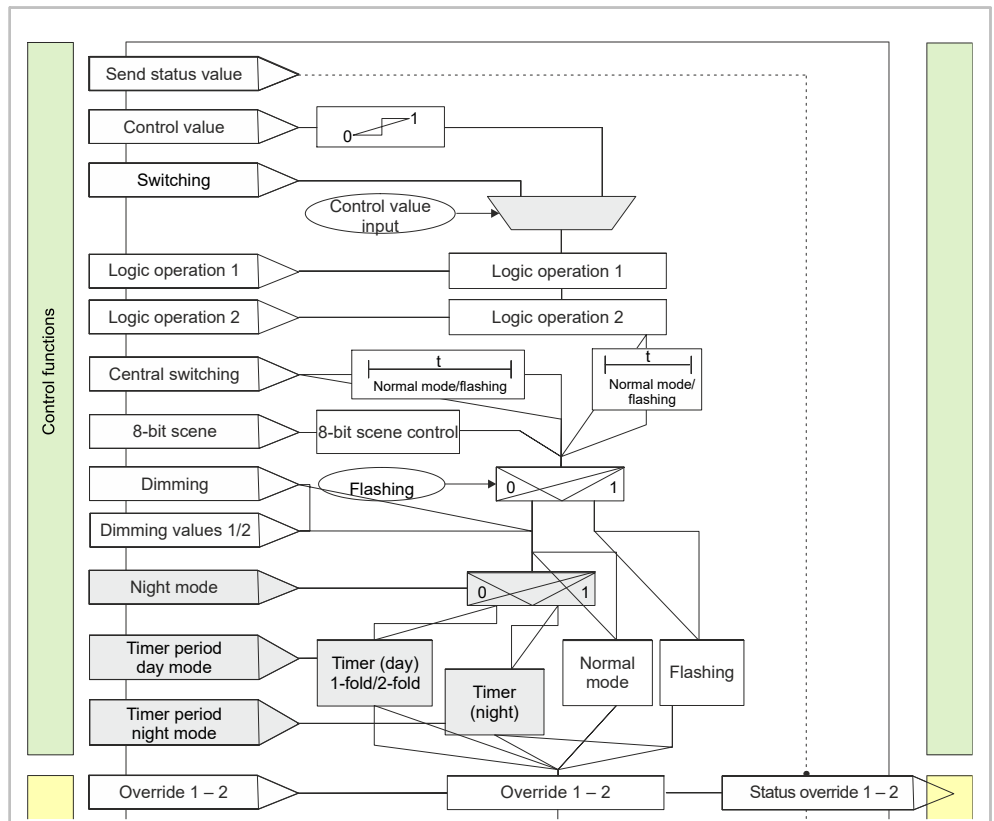 Control functions
Send status value
Control value
0
1
Switching
Control value
input
Logic operation 1
Logic operation 1
Logic operation 2
Logic operation 2
Central switching
t
Normal mode/flashing
t
Normal mode/
flashing
8-bit scene
8-bit scene control
Dimming
Flashing
0
1
Dimming values 1/2
Night mode
0
1
Timer period
day mode
Timer (day)
1-fold/2-fold
Timer
(night)
Normal
mode
Flashing
Timer period
night mode
Override 1 – 2
Override 1 – 2
Status override 1 – 2